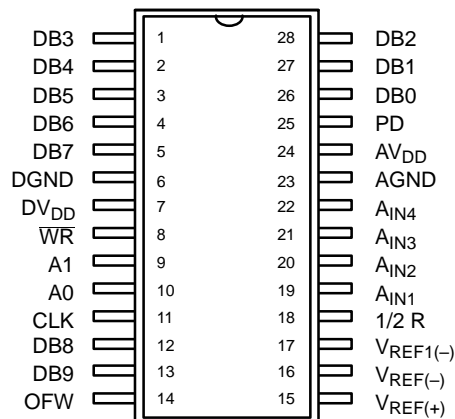 DB3 1 28 DB2
DB4 2 27 DB1
DB5 3 26 DB0
DB6 4 25 PD
DB7 5 24 AVDD
DGND 6 23 AGND
DVDD 7 22 AIN4
WR 8 21 AIN3
A1 9 20 AIN2
A0 10 19 AIN1
CLK 11 18 1/2 R
DB8 12 17 VREF1(–)
DB9 13 16 VREF(–)
OFW 14 15 VREF(+)